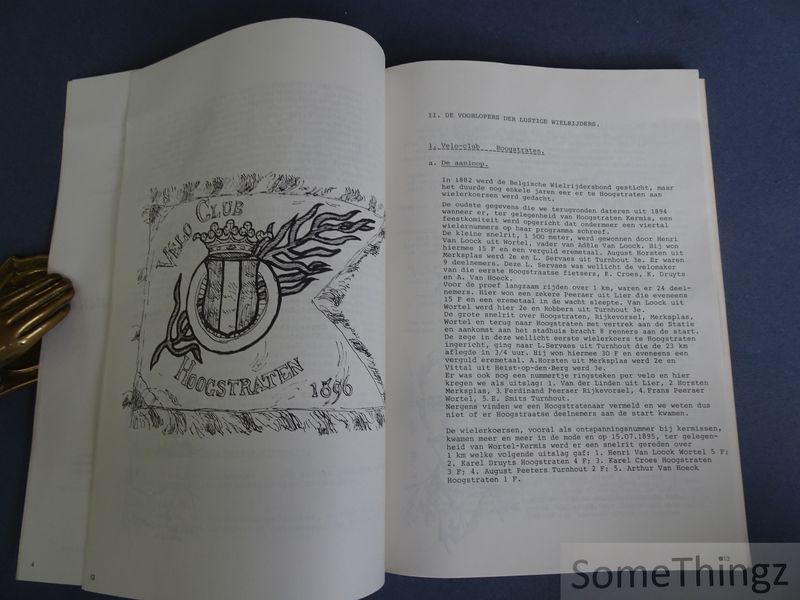 VELO CLUB
HOOGSTRATEN 1896
4
12
II. DE VOORLOPERS DER LUSTIGE WIELRIJDERS.
1. Velo-club Hoogstraten.
a. De aanloop.
In 1882 werd de Belgische Wielrijdersbond gesticht, maar
het duurde nog enkele jaren eer er te Hoogstraten aan
wielerkoersen werd gedacht.
De oudste gegevens die we terugvonden dateren uit 1894
wanneer er, ter gelegenheid van Hoogstraten Kermis, een
feestkomiteit werd opgericht dat ondermeer een viertal
wielernummers op haar programma schreef.
De kleine snelrit, 1 500 meter, werd gewonnen door Henri
Van Loock uit Wortel, vader van Adèle Van Loock. Hij won
hiermee 15 F en een verguld eremetaal. August Horsten uit
Merksplas werd 2e en L. Servaes uit Turnhout 3e. Er waren
9 deelnemers. Deze L. Servaes was wellicht de velomaker
van die eerste Hoogstraatse fietsers, K. Croes, K. Druyts
en A. Van Hoeck.
Voor de proef langzaam rijden over 1 km, waren er 24 deel-
nemers. Hier won een zekere Peeraer uit Lier die eveneens
15 F en een eremetaal in de wacht sleepte. Van Loock uit
Wortel werd hier 2e en Robbers uit Turnhout 3e.
De grote snelrit over Hoogstraten, Rijkevorsel, Merksplas,
Wortel en terug naar Hoogstraten met vertrek aan de Statie
en aankomst aan het stadhuis bracht 8 renners aan de start.
De zege in deze wellicht eerste wielerkoers te Hoogstraten
ingericht, ging naar L.Servaes uit Turnhout die de 23 km
aflegde in 3/4 uur. Hij won hiermee 30 F en eveneens een
verguld eremetaal. A.Horsten uit Merksplas werd 2e en
Vittal uit Heist-op-den-Berg werd 3e.
Er was ook nog een nummertje ringsteken per velo en hier
kregen we als uitslag: 1. Van der Linden uit Lier, 2 Horsten
Merksplas, 3.Ferdinand Peeraer Rijkevorsel, 4.Frans Peeraer
Wortel, 5.E. Smits Turnhout.
Nergens vinden we een Hoogstratenaar vermeld en we weten dus
niet of er Hoogstraatse deelnemers aan de start kwamen.
De wielerkoersen, vooral als ontspanningsnummer bij kermissen,
kwamen meer en meer in de mode en op 15.07.1895, ter gelegen-
heid van Wortel-Kermis werd er een snelrit gereden over
1 km welke volgende uitslag gaf: 1. Henri Van Loock Wortel 5 F;
2. Karel Druyts Hoogstraten 4 F; 3. Karel Croes Hoogstraten
3 F; 4. August Peeters Turnhout 2 F; 5. Arthur Van Hoeck
Hoogstraten 1 F.
13
SomeThingz